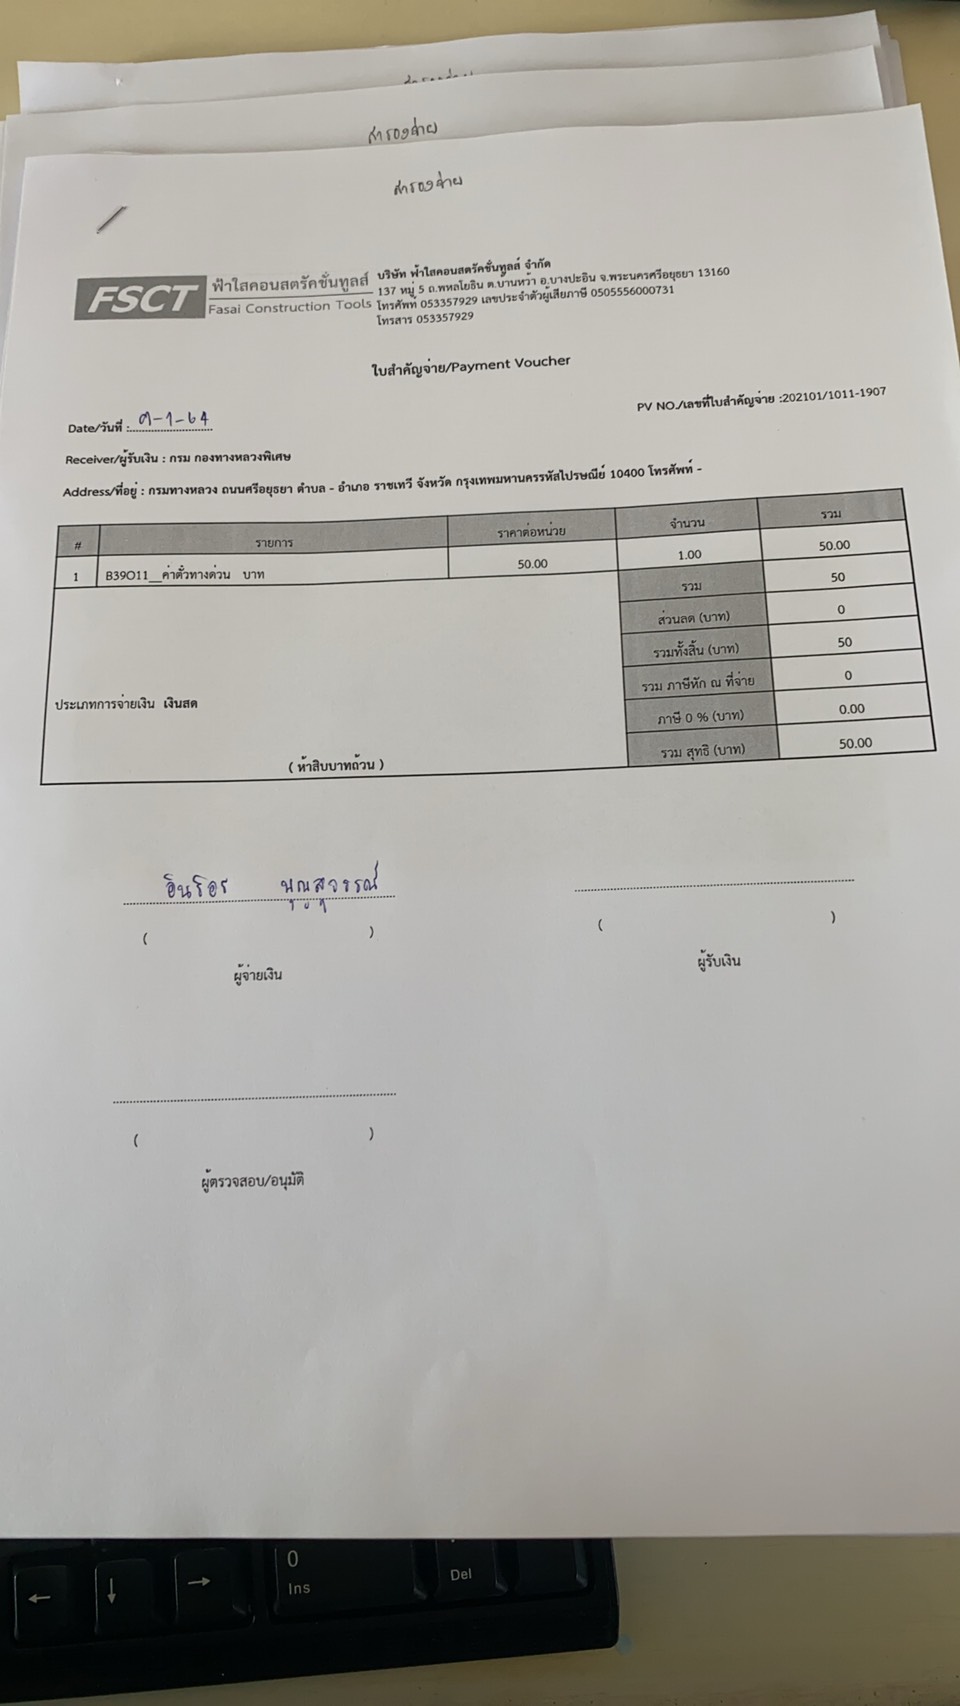 สำรองจ่าย
สำรองจ่าย
FSCT
ฟ้าใสคอนสตรัคชั่นทูลส์
Fasai Construction Tools
บริษัท ฟ้าใสคอนสตรัคชั่นทูลส์ จำกัด
137 หมู่ 5 ถ.พหลโยธิน ต.บ้านหว้า อ.บางปะอิน จ.พระนครศรีอยุธยา 13160
โทรศัพท์ 053357929 เลขประจำตัวผู้เสียภาษี 0505556000731
โทรสาร 053357929
ใบสำคัญจ่าย/Payment Voucher
PV NO./เลขที่ใบสำคัญจ่าย :202101/1011-1907
Date/วันที่ : ๓-1-64
Receiver/ผู้รับเงิน : กรม กองทางหลวงพิเศษ
Address/ที่อยู่ : กรมทางหลวง ถนนศรีอยุธยา ตำบล - อำเภอ ราชเทวี จังหวัด กรุงเทพมหานครรหัสไปรษณีย์ 10400 โทรศัพท์ -
# รายการ ราคาต่อหน่วย จำนวน รวม
1 B39O11__ค่าตั๋วทางด่วน บาท 50.00 1.00 50.00
รวม 50
ส่วนลด (บาท) 0
รวมทั้งสิ้น (บาท) 50
รวม ภาษีหัก ณ ที่จ่าย 0
ประเภทการจ่ายเงิน เงินสด
ภาษี 0 % (บาท) 0.00
รวม สุทธิ (บาท) 50.00
( ห้าสิบบาทถ้วน )
อินธิอร
( )
ผู้จ่ายเงิน
( )
ผู้รับเงิน
( )
ผู้ตรวจสอบ/อนุมัติ
0
Ins
Del